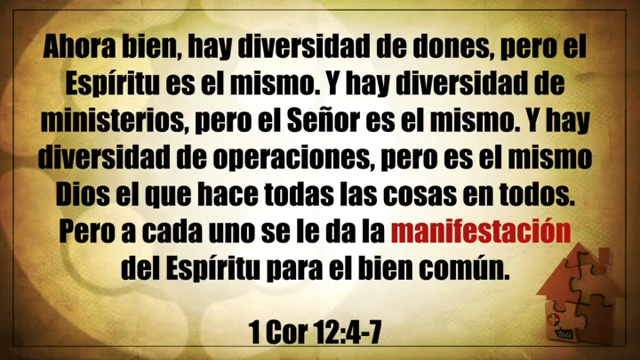 Ahora bien, hay diversidad de dones, pero el
Espíritu es el mismo. Y hay diversidad de
ministerios, pero el Señor es el mismo. Y hay
diversidad de operaciones, pero es el mismo
Dios el que hace todas las cosas en todos.
Pero a cada uno se le da la manifestación
del Espíritu para el bien común.
1 Cor 12:4-7